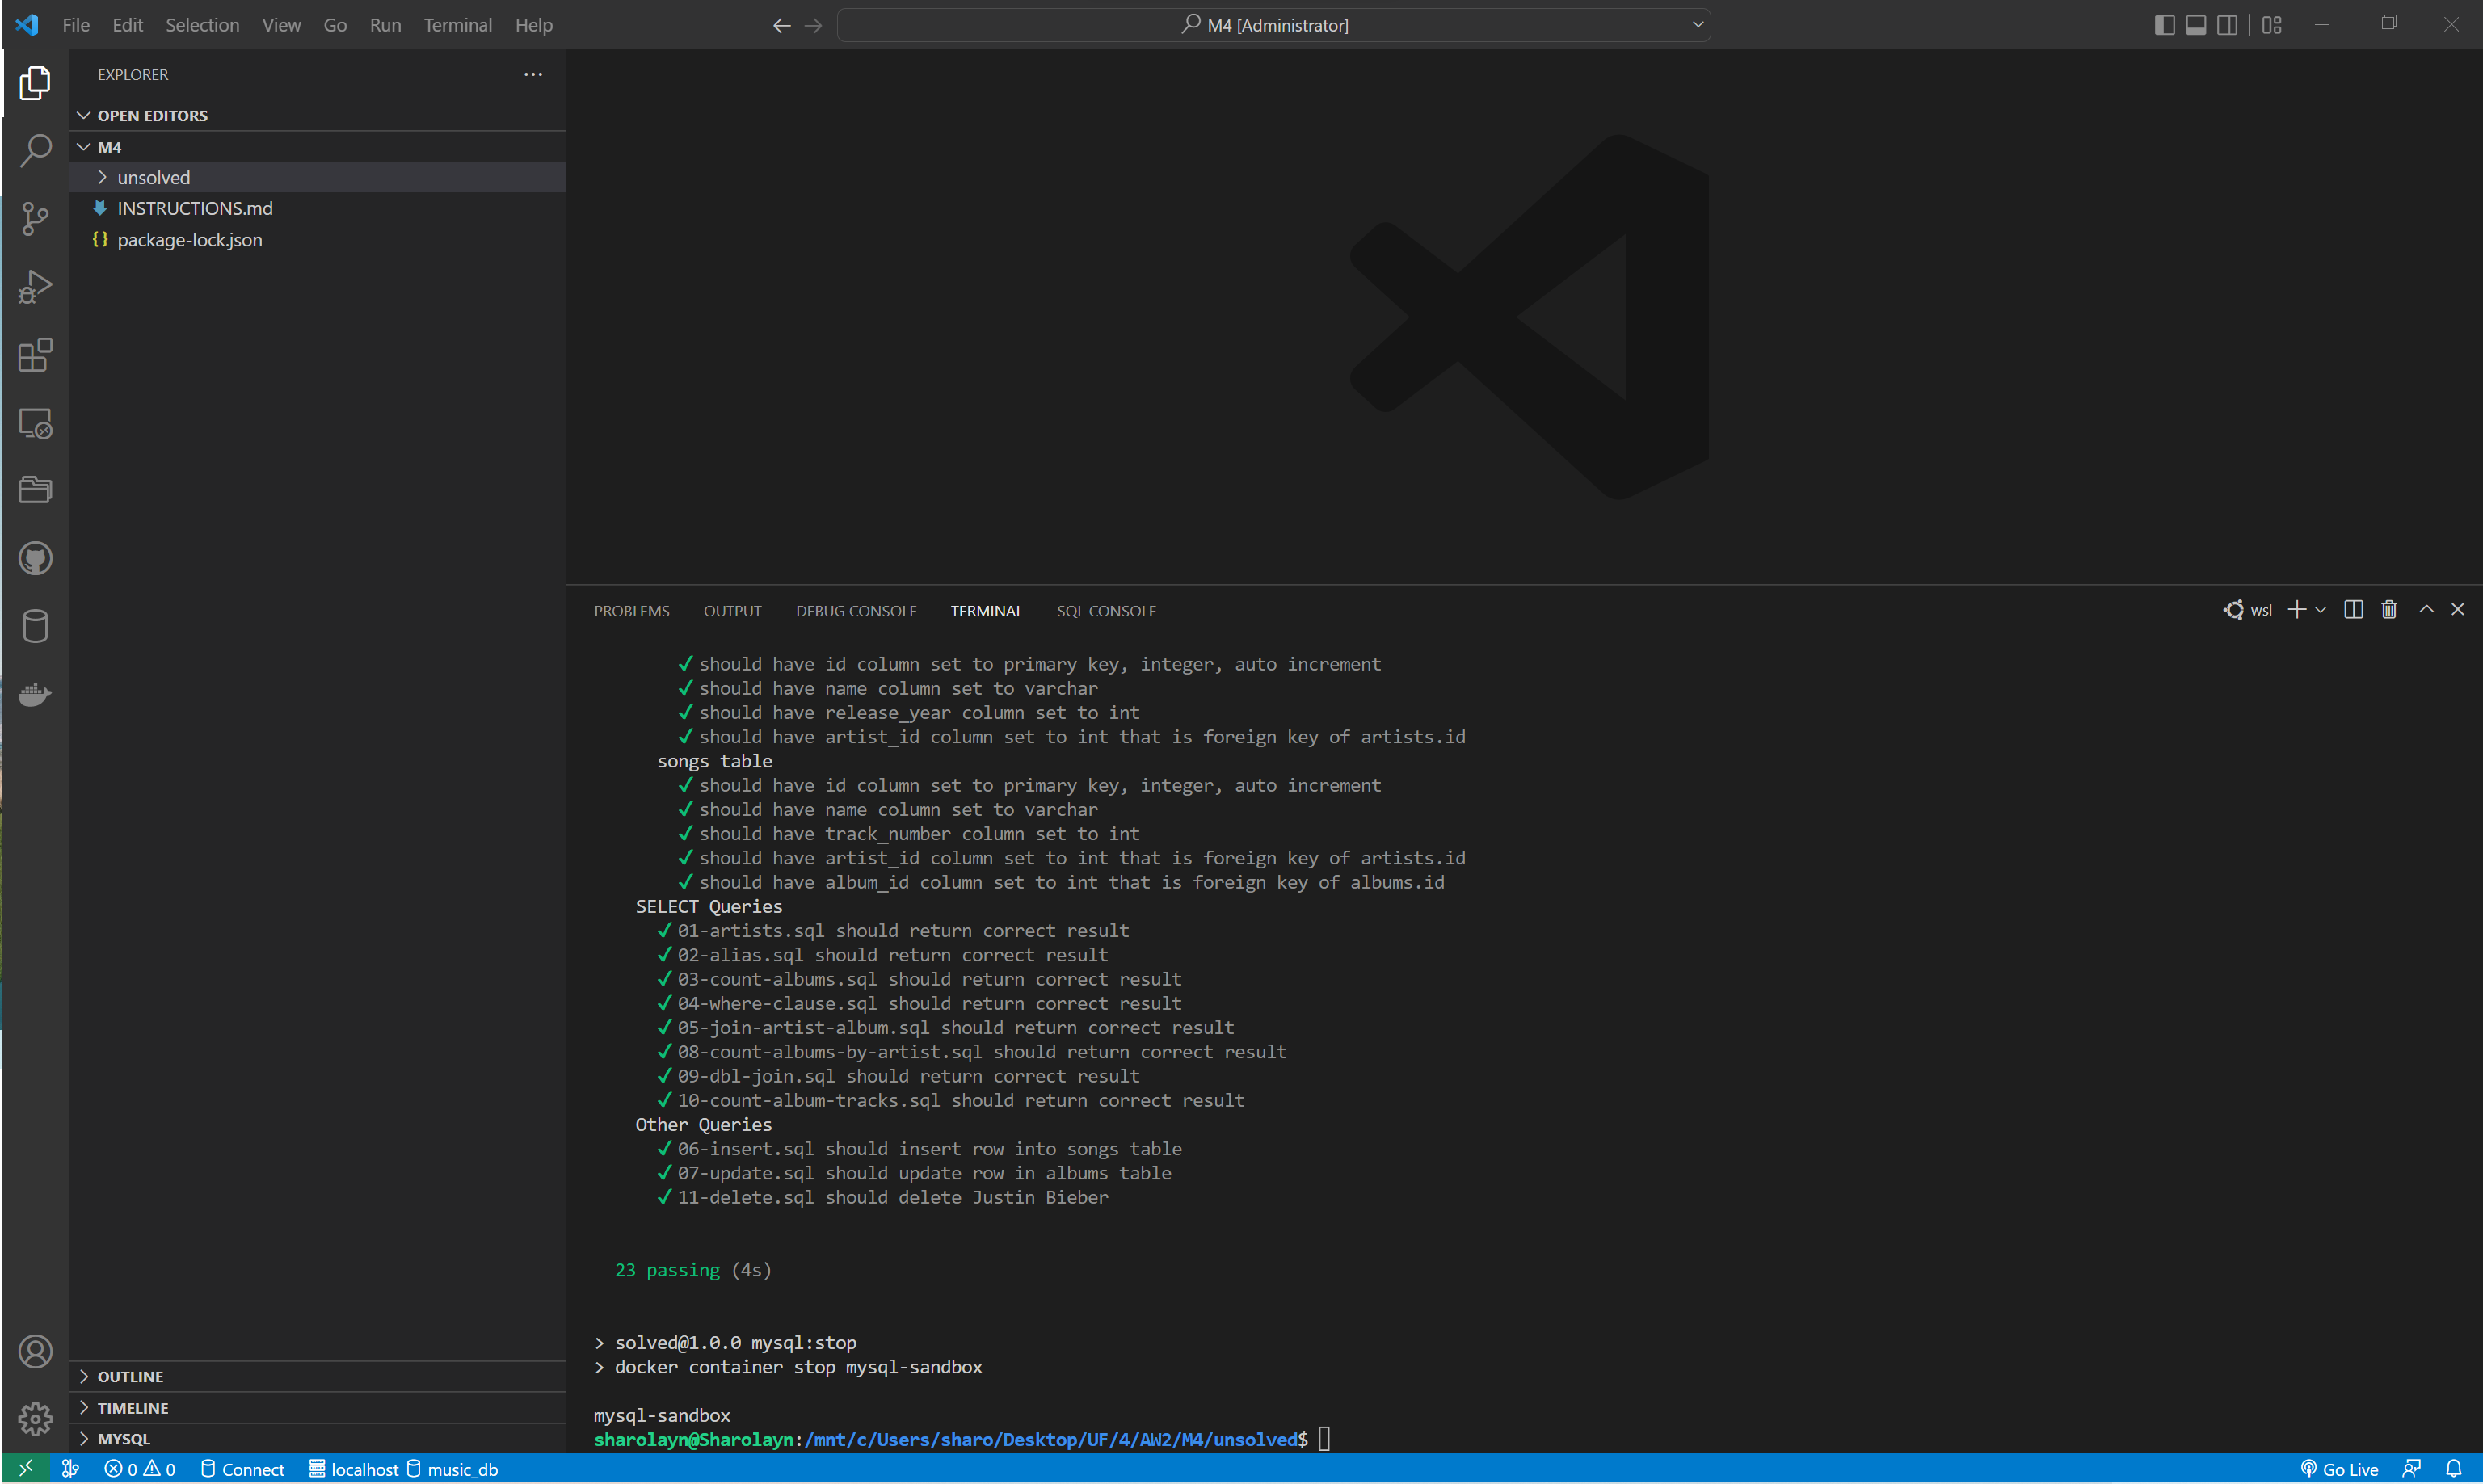 File Edit Selection View Go Run Terminal Help
M4 [Administrator]
EXPLORER
OPEN EDITORS
M4
unsolved
INSTRUCTIONS.md
{} package-lock.json
OUTLINE
TIMELINE
MYSQL
PROBLEMS OUTPUT DEBUG CONSOLE TERMINAL SQL CONSOLE
wsl
✓ should have id column set to primary key, integer, auto increment
✓ should have name column set to varchar
✓ should have release_year column set to int
✓ should have artist_id column set to int that is foreign key of artists.id
songs table
✓ should have id column set to primary key, integer, auto increment
✓ should have name column set to varchar
✓ should have track_number column set to int
✓ should have artist_id column set to int that is foreign key of artists.id
✓ should have album_id column set to int that is foreign key of albums.id
SELECT Queries
✓ 01-artists.sql should return correct result
✓ 02-alias.sql should return correct result
✓ 03-count-albums.sql should return correct result
✓ 04-where-clause.sql should return correct result
✓ 05-join-artist-album.sql should return correct result
✓ 08-count-albums-by-artist.sql should return correct result
✓ 09-dbl-join.sql should return correct result
✓ 10-count-album-tracks.sql should return correct result
Other Queries
✓ 06-insert.sql should insert row into songs table
✓ 07-update.sql should update row in albums table
✓ 11-delete.sql should delete Justin Bieber
23 passing (4s)
> solved@1.0.0 mysql:stop
> docker container stop mysql-sandbox
mysql-sandbox
sharolayn@Sharolayn:/mnt/c/Users/sharo/Desktop/UF/4/AW2/M4/unsolved$
0 0 Connect localhost music_db Go Live